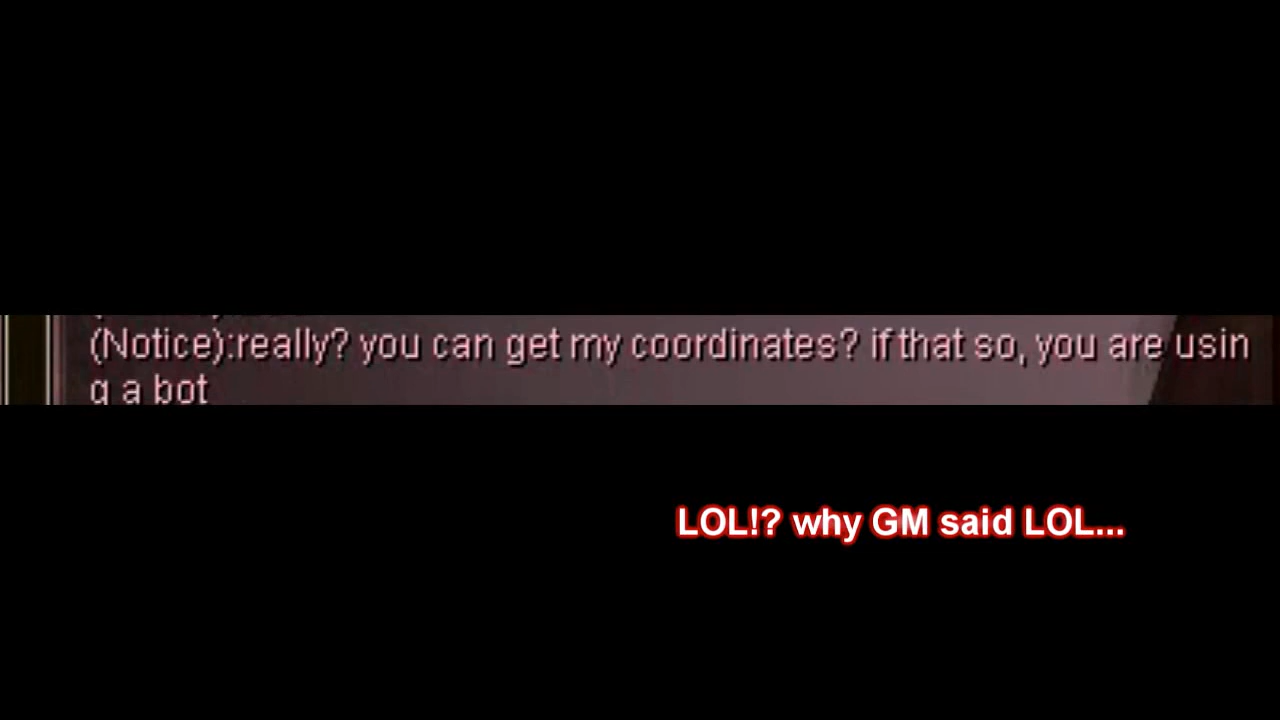 (Notice):really? you can get my coordinates? if that so, you are usin
g a bot
LOL!? why GM said LOL...